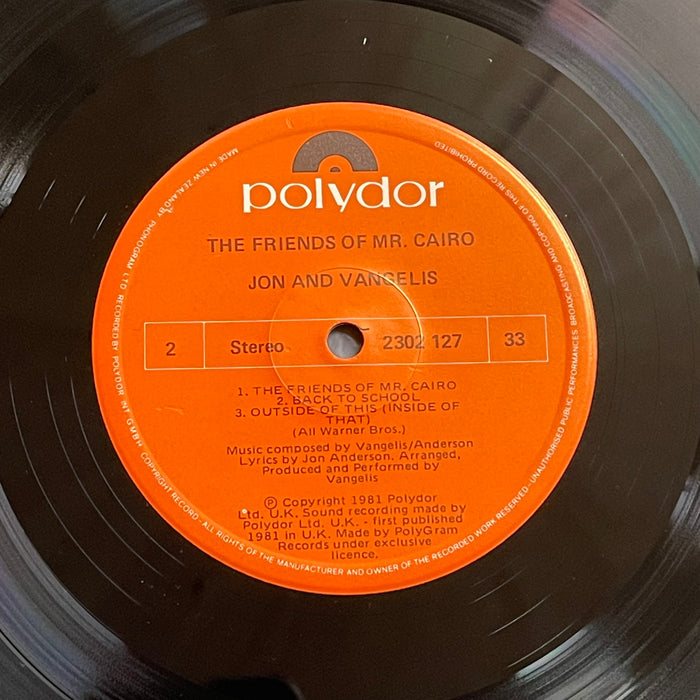 polydor
THE FRIENDS OF MR. CAIRO
JON AND VANGELIS
2 Stereo 2302 127 33
1. THE FRIENDS OF MR. CAIRO
2. BACK TO SCHOOL
3. OUTSIDE OF THIS (INSIDE OF
THAT)
(All Warner Bros.)
Music composed by Vangelis/Anderson
Lyrics by Jon Anderson. Arranged,
Produced and Performed by
Vangelis
Ⓟ Copyright 1981 Polydor
Ltd. U.K. Sound recording made by
Polydor Ltd. U.K. - first published
1981 in U.K. Made by PolyGram
Records under exclusive
licence.
MADE IN NEW ZEALAND BY PHONOGRAM LTD RECORDED BY POLYDOR INT GMBH · COPYRIGHT RECORD · ALL RIGHTS OF THE MANUFACTURER AND OWNER OF THE RECORDED WORK RESERVED · UNAUTHORISED PUBLIC PERFORMANCES BROADCASTING AND COPYING OF THIS RECORD PROHIBITED